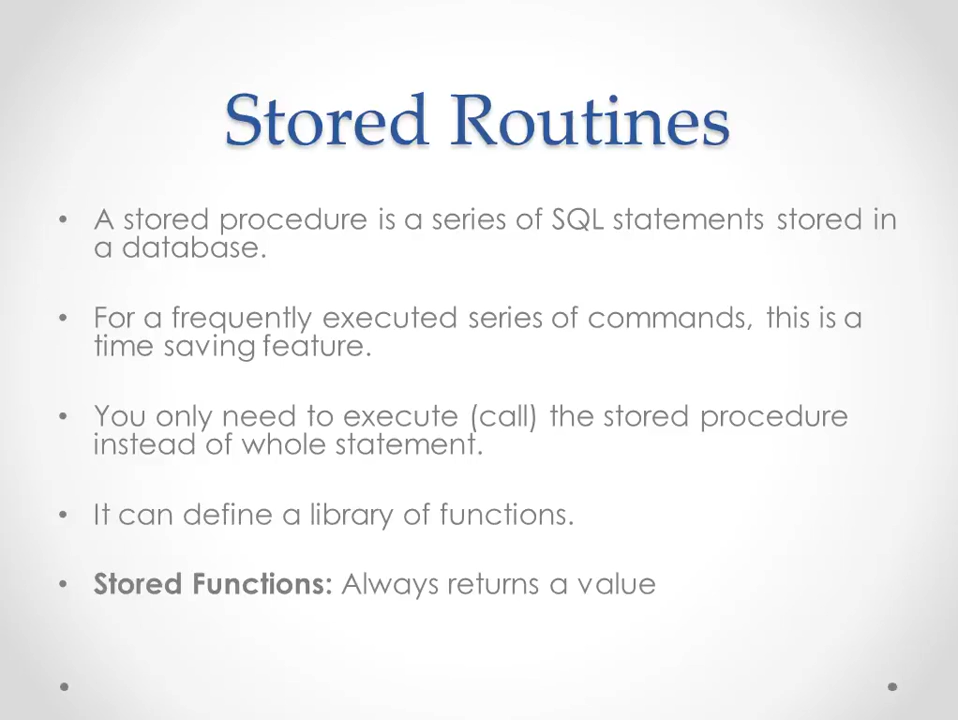 Stored Routines
• A stored procedure is a series of SQL statements stored in
a database.
• For a frequently executed series of commands, this is a
time saving feature.
• You only need to execute (call) the stored procedure
instead of whole statement.
• It can define a library of functions.
• Stored Functions: Always returns a value